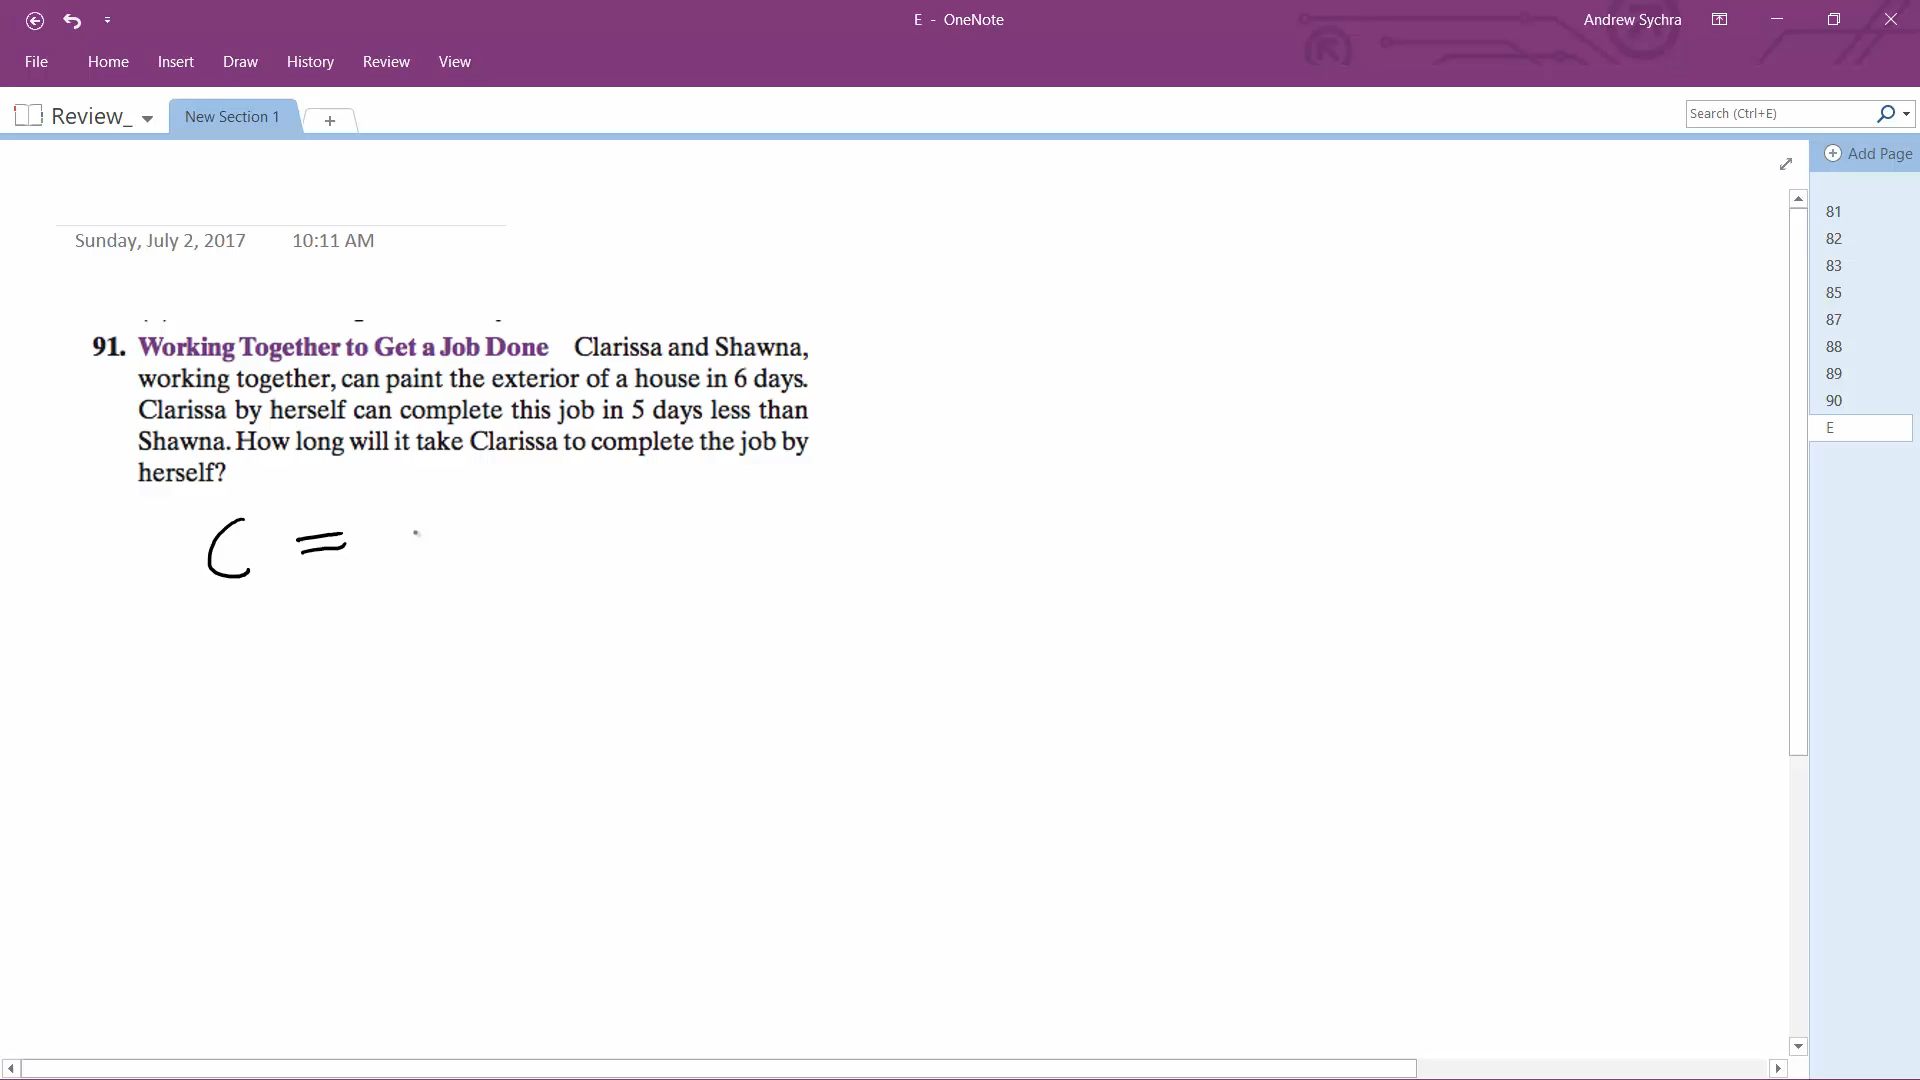 E - OneNote
Andrew Sychra
File Home Insert Draw History Review View
Review_ New Section 1 +
Search (Ctrl+E)
Add Page
81
82
83
85
87
88
89
90
E
Sunday, July 2, 2017 10:11 AM
91. Working Together to Get a Job Done Clarissa and Shawna,
working together, can paint the exterior of a house in 6 days.
Clarissa by herself can complete this job in 5 days less than
Shawna. How long will it take Clarissa to complete the job by
herself?
C =